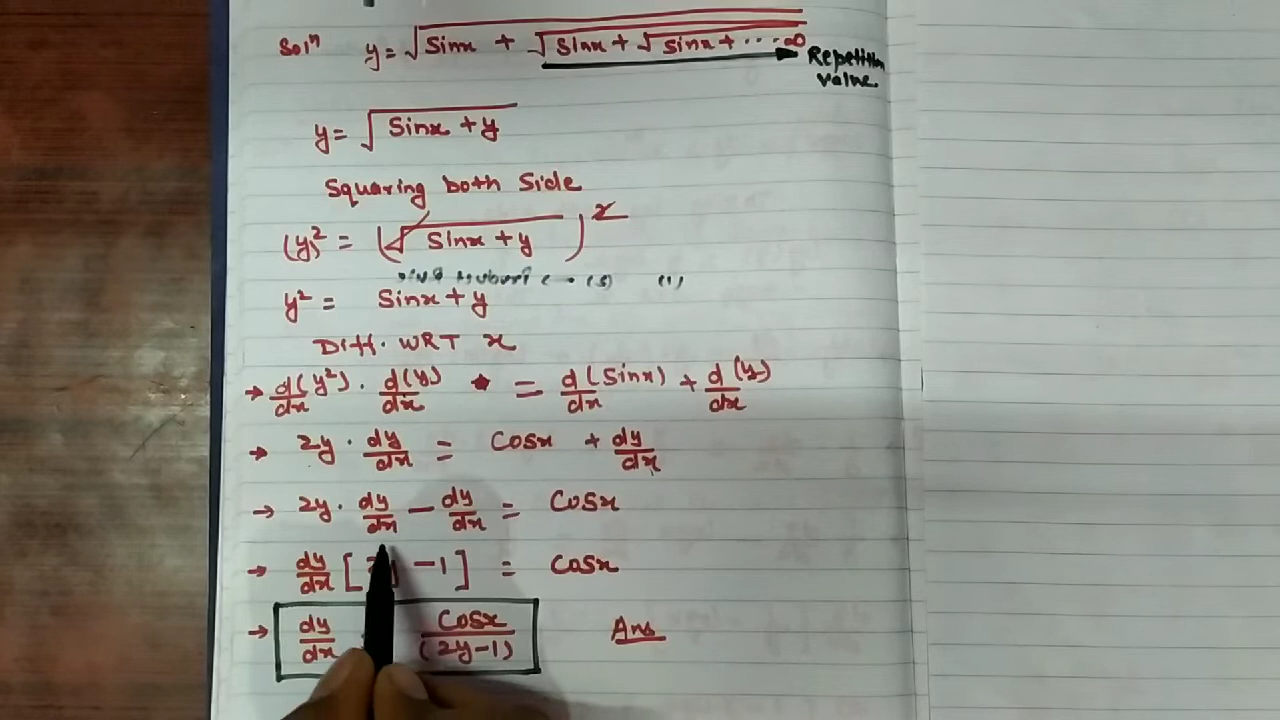 Solⁿ y = √Sinx + √Sinx + √Sinx + ... ∞
Repetition value.
y = √Sinx + y
Squaring both Side
(y)² = (√Sinx + y)²
y² = Sinx + y
Diff. WRT x
→ d(y²)/dx · d(y)/dx = d(Sinx)/dx + d(y)/dx
→ 2y · dy/dx = Cosx + dy/dx
→ 2y · dy/dx − dy/dx = Cosx
→ dy/dx [ −1] = Cosx
→ dy/dx Cosx/(2y−1) Ans